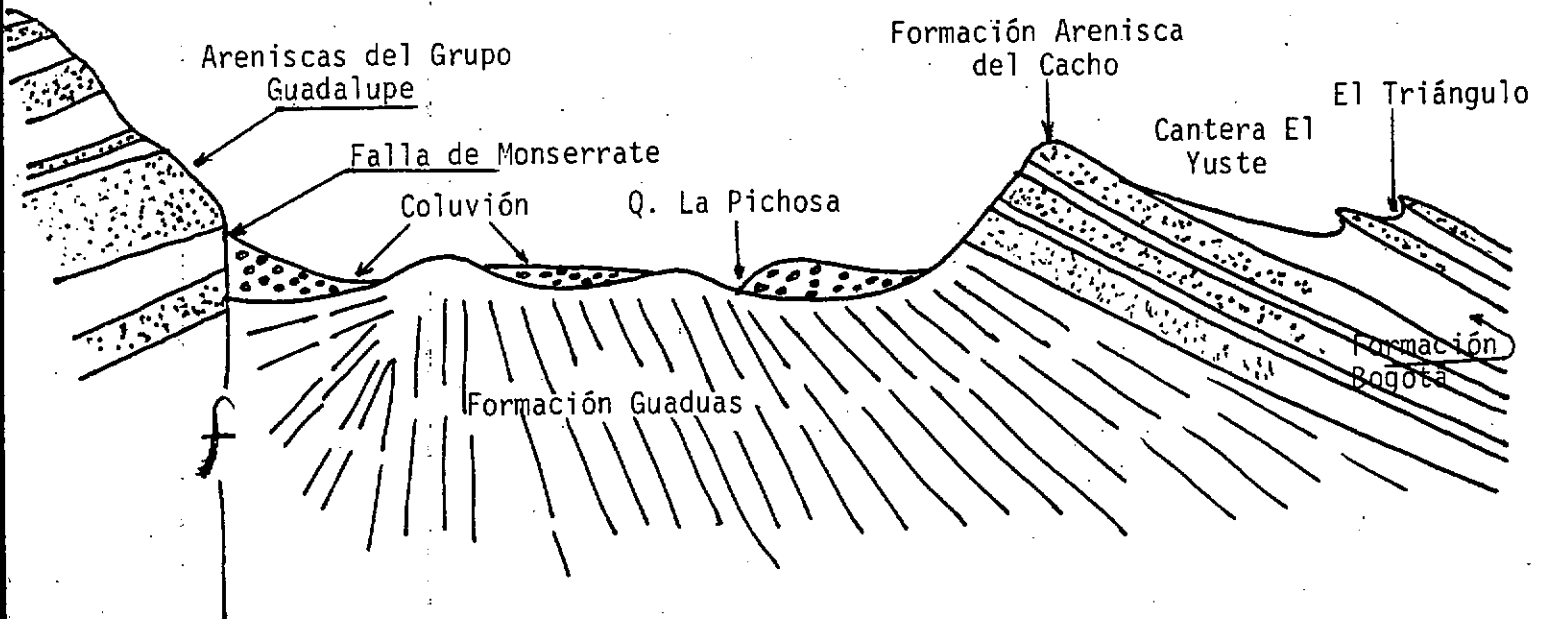 Areniscas del Grupo
Guadalupe
Formación Arenisca
del Cacho
El Triángulo
Cantera El
Yuste
Falla de Monserrate
Coluvión
Q. La Pichosa
Formación
Bogotá
Formación Guaduas
f